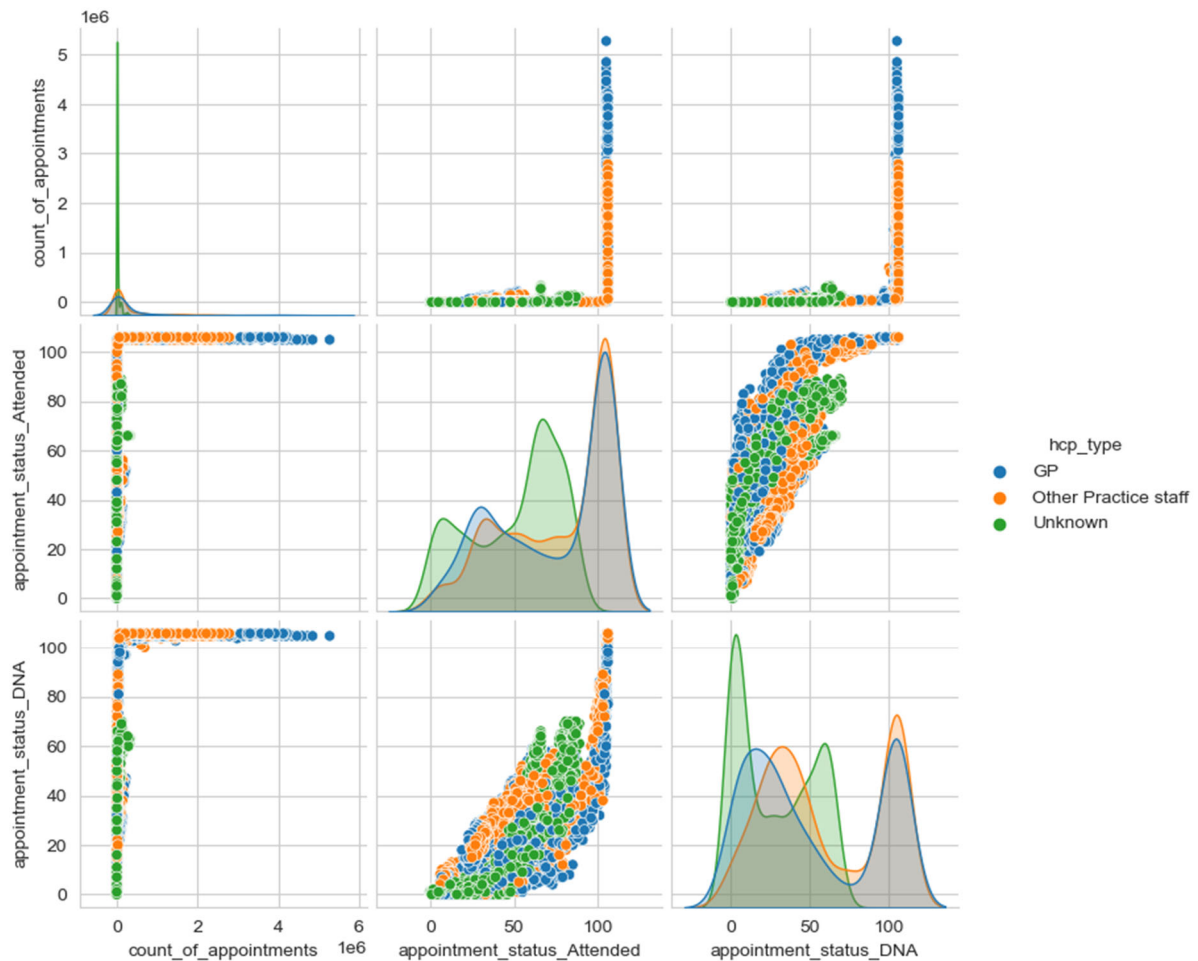 1e6
5
4
3
2
1
0
count_of_appointments
100
80
60
40
20
0
appointment_status_Attended
hcp_type
GP
Other Practice staff
Unknown
100
80
60
40
20
0
appointment_status_DNA
0 2 4 6
1e6
count_of_appointments
0 50 100
appointment_status_Attended
0 50 100
appointment_status_DNA